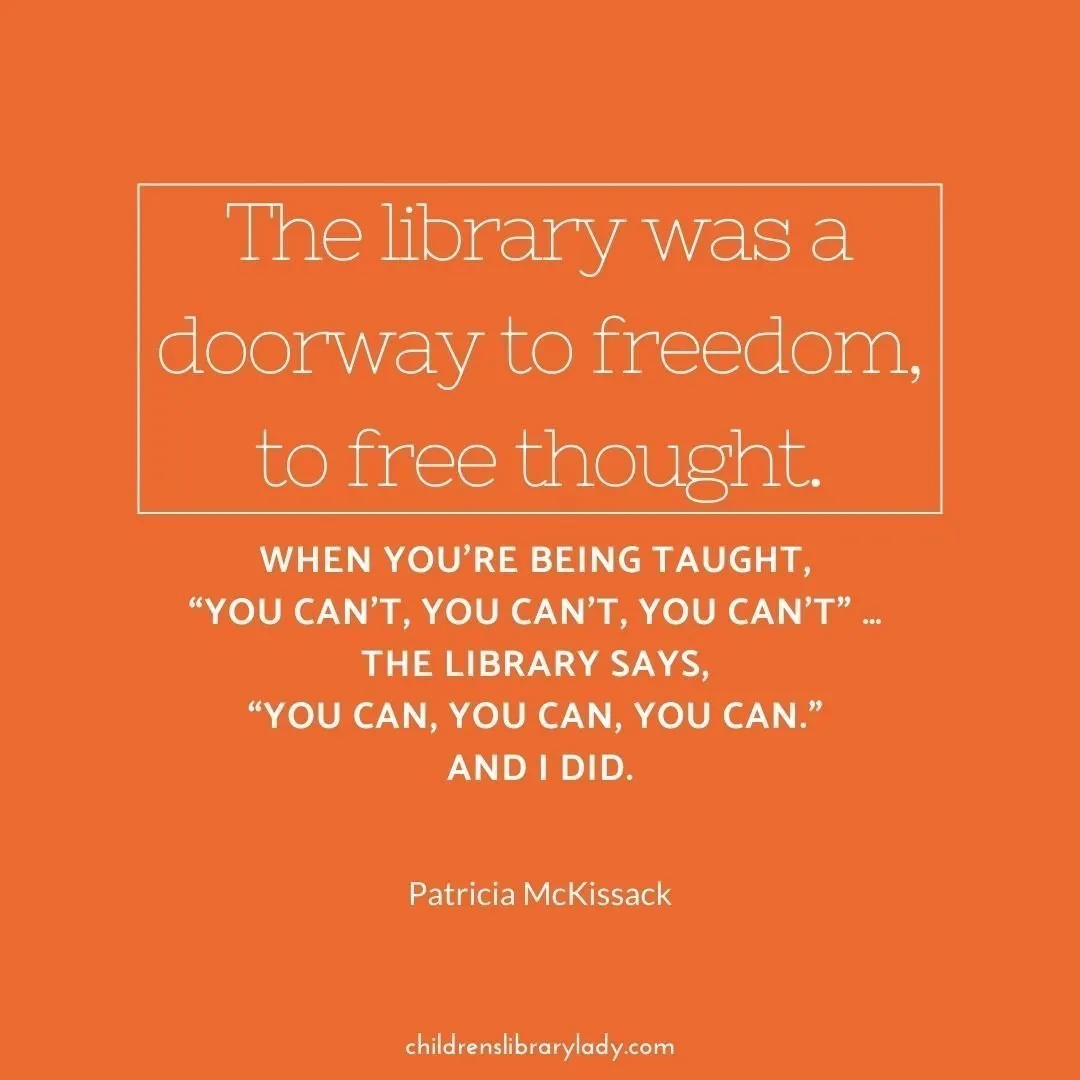 The library was a
doorway to freedom,
to free thought.
WHEN YOU’RE BEING TAUGHT,
“YOU CAN’T, YOU CAN’T, YOU CAN’T” …
THE LIBRARY SAYS,
“YOU CAN, YOU CAN, YOU CAN.”
AND I DID.
Patricia McKissack
childrenslibrarylady.com